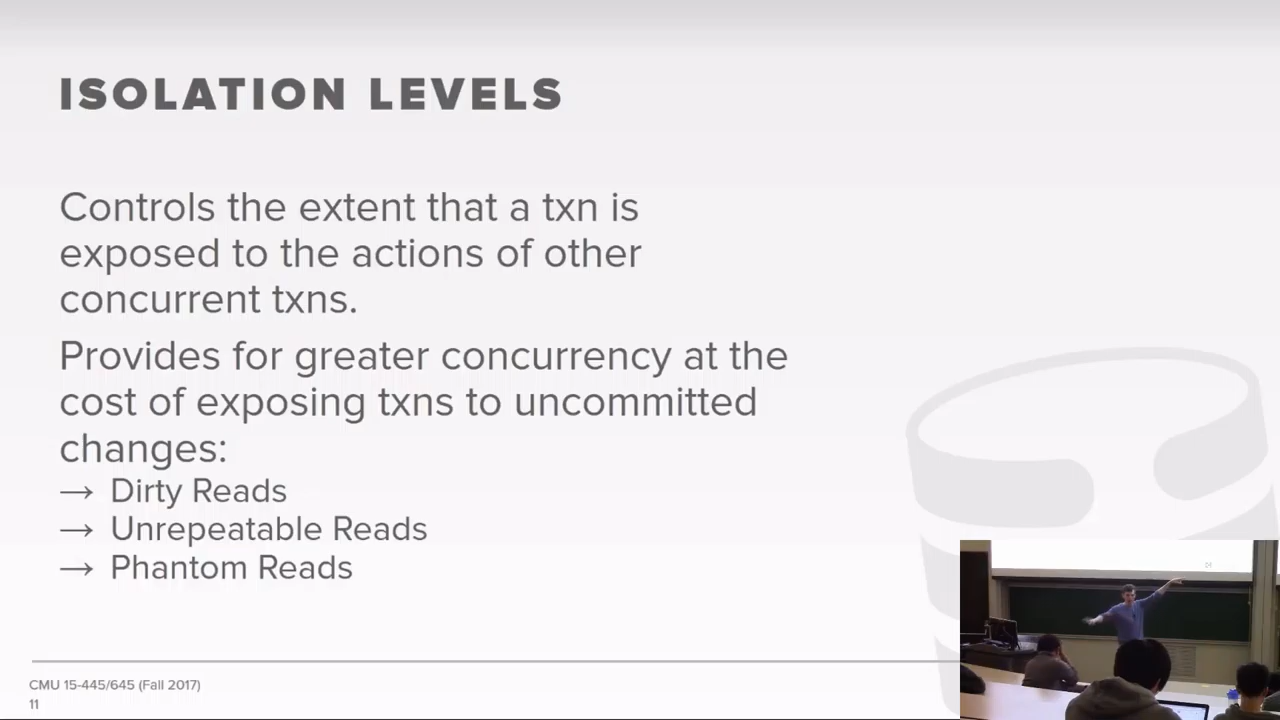 ISOLATION LEVELS
Controls the extent that a txn is
exposed to the actions of other
concurrent txns.
Provides for greater concurrency at the
cost of exposing txns to uncommitted
changes:
→ Dirty Reads
→ Unrepeatable Reads
→ Phantom Reads
CMU 15-445/645 (Fall 2017)
11